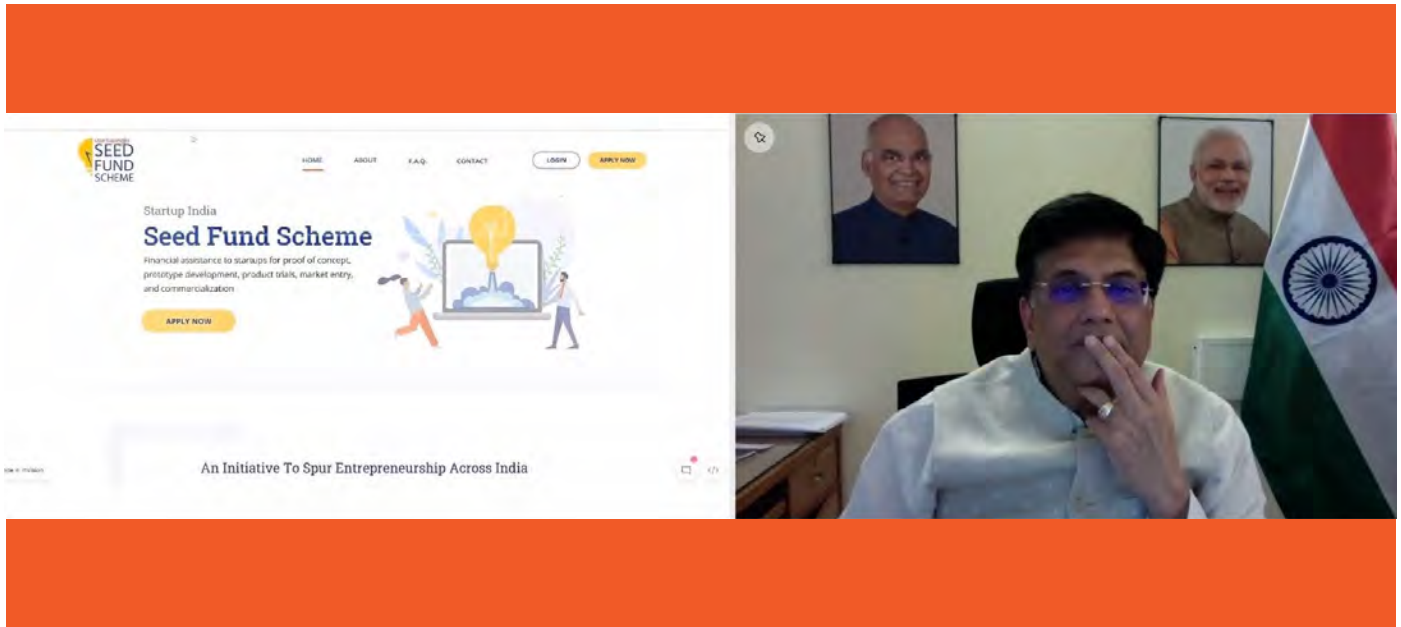 SEED
FUND
SCHEME
HOME ABOUT F.A.Q. CONTACT LOGIN APPLY NOW
Startup India
Seed Fund Scheme
Financial assistance to startups for proof of concept,
prototype development, product trials, market entry,
and commercialization
APPLY NOW
An Initiative To Spur Entrepreneurship Across India